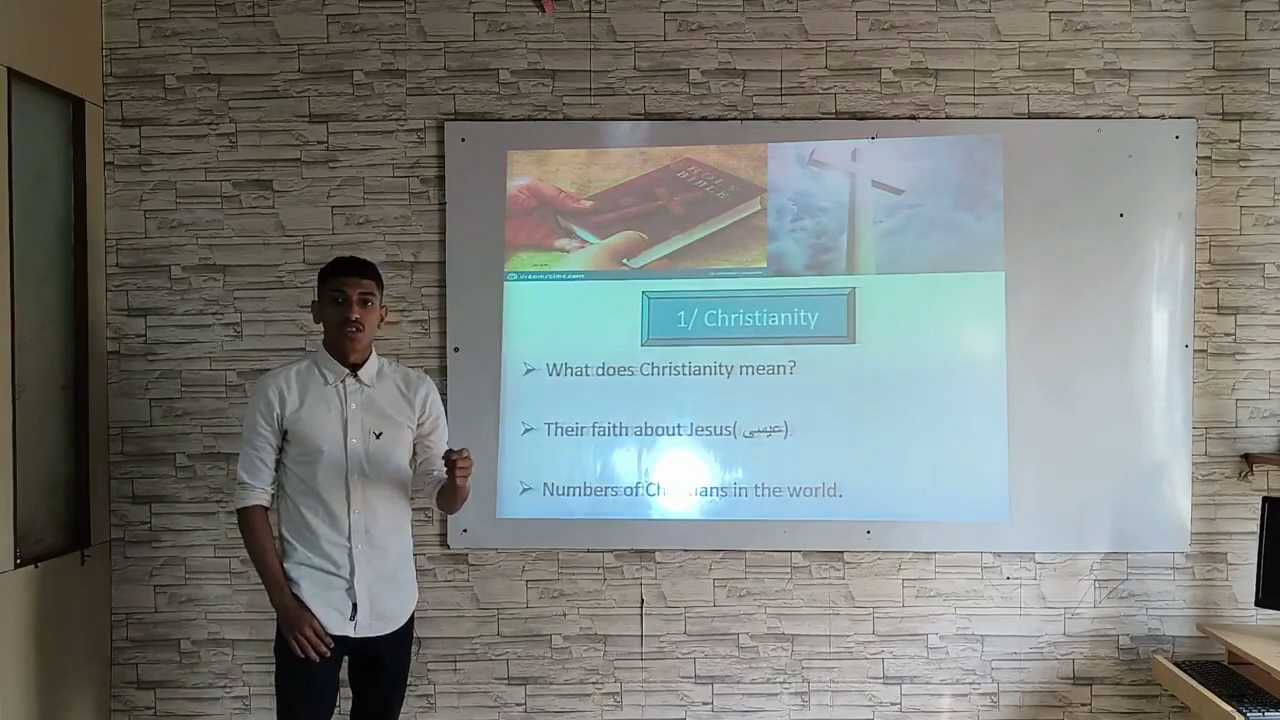 HOLY
BIBLE
dreamstime.com
1/ Christianity
➢ What does Christianity mean?
➢ Their faith about Jesus( عيسى).
➢ Numbers of Christians in the world.